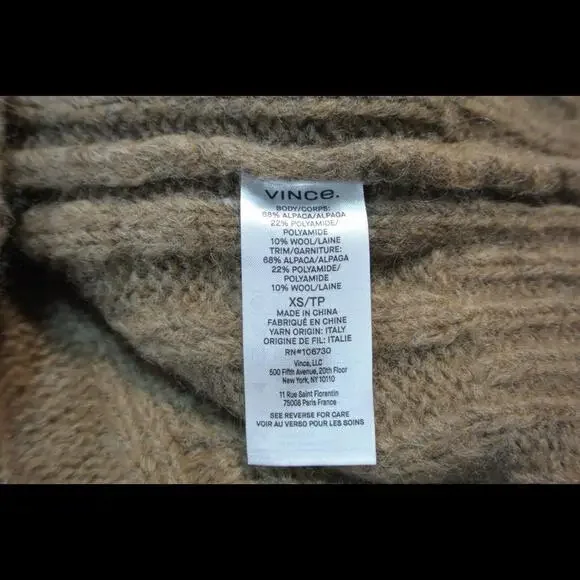 VINCE.
BODY/CORPS:
68% ALPACA/ALPAGA
22% POLYAMIDE/
POLYAMIDE
10% WOOL/LAINE
TRIM/GARNITURE:
68% ALPACA/ALPAGA
22% POLYAMIDE/
POLYAMIDE
10% WOOL/LAINE
XS/TP
MADE IN CHINA
FABRIQUÉ EN CHINE
YARN ORIGIN: ITALY
ORIGINE DE FIL: ITALIE
RN#106730
Vince, LLC
500 Fifth Avenue, 20th Floor
New York, NY 10110
11 Rue Saint Florentin
75008 Paris France
SEE REVERSE FOR CARE
VOIR AU VERSO POUR LES SOINS